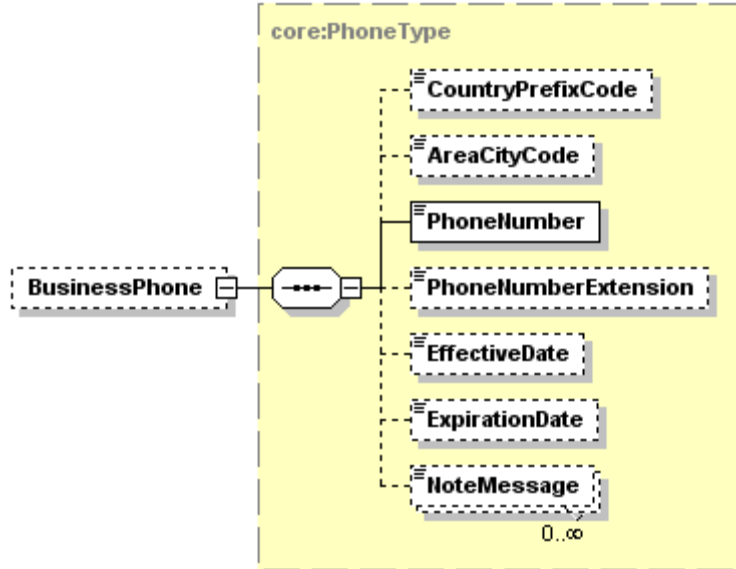 core:PhoneType
CountryPrefixCode
AreaCityCode
PhoneNumber
BusinessPhone
PhoneNumberExtension
EffectiveDate
ExpirationDate
NoteMessage
0..∞